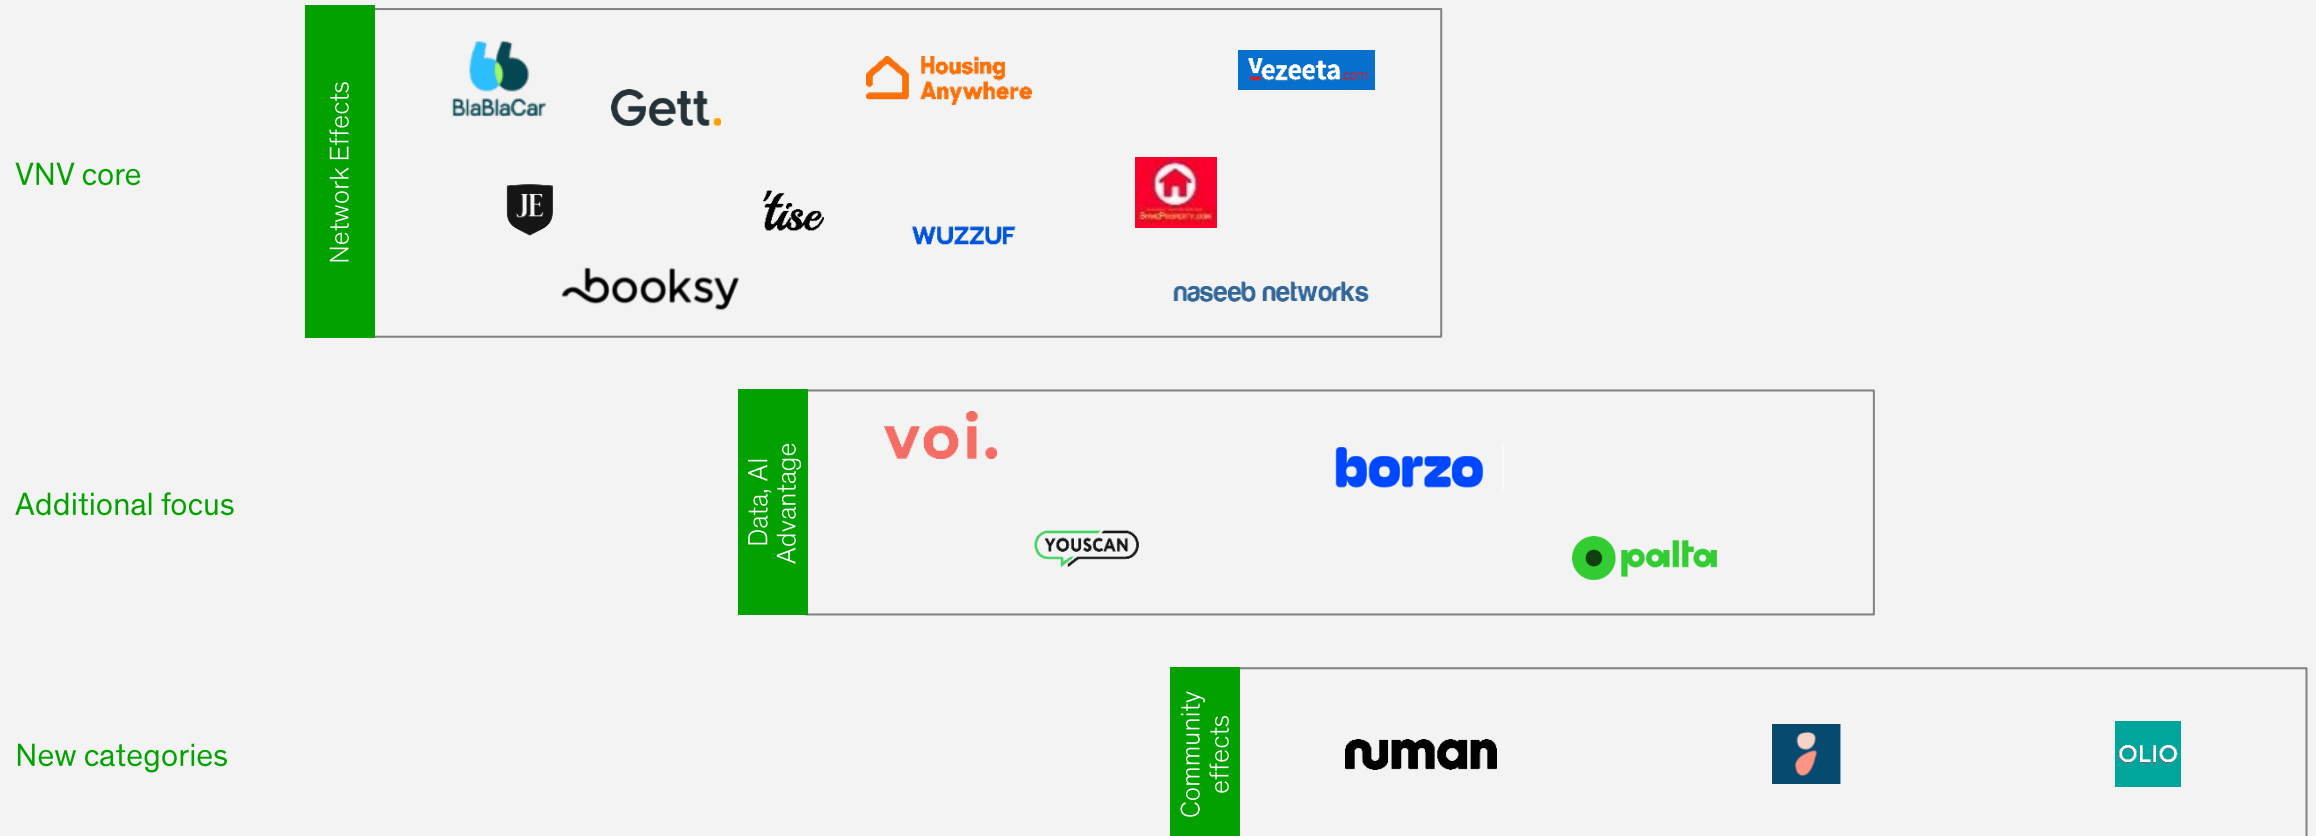 VNV core
Network Effects
BlaBlaCar
Gett.
Housing
Anywhere
Vezeeta.com
JE
'tise
WUZZUF
booksy
naseeb networks
Additional focus
Data, AI
Advantage
voi.
borzo
YOUSCAN
palta
New categories
Community
effects
numan
OLIO